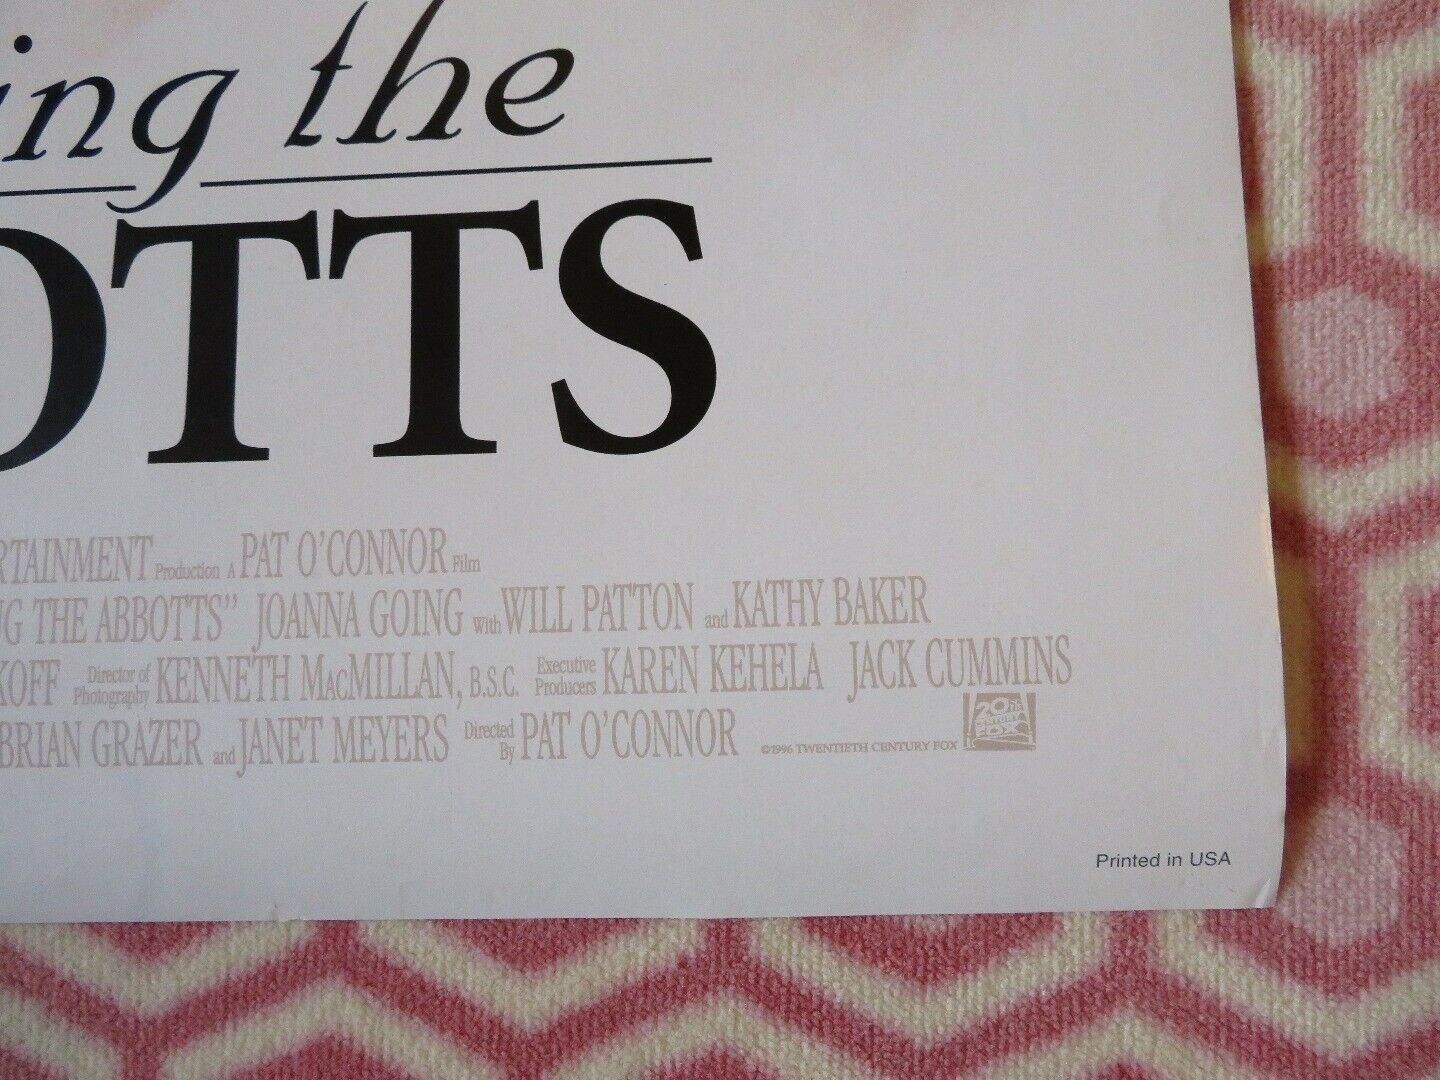 ing the
OTTS
RTAINMENT Production A PAT O'CONNOR Film
G THE ABBOTTS" JOANNA GOING With WILL PATTON and KATHY BAKER
KOFF Director of Photography KENNETH MACMILLAN, B.S.C. Executive Producers KAREN KEHELA JACK CUMMINS
BRIAN GRAZER and JANET MEYERS Directed By PAT O'CONNOR ©1996 TWENTIETH CENTURY FOX 20TH CENTURY FOX
Printed in USA